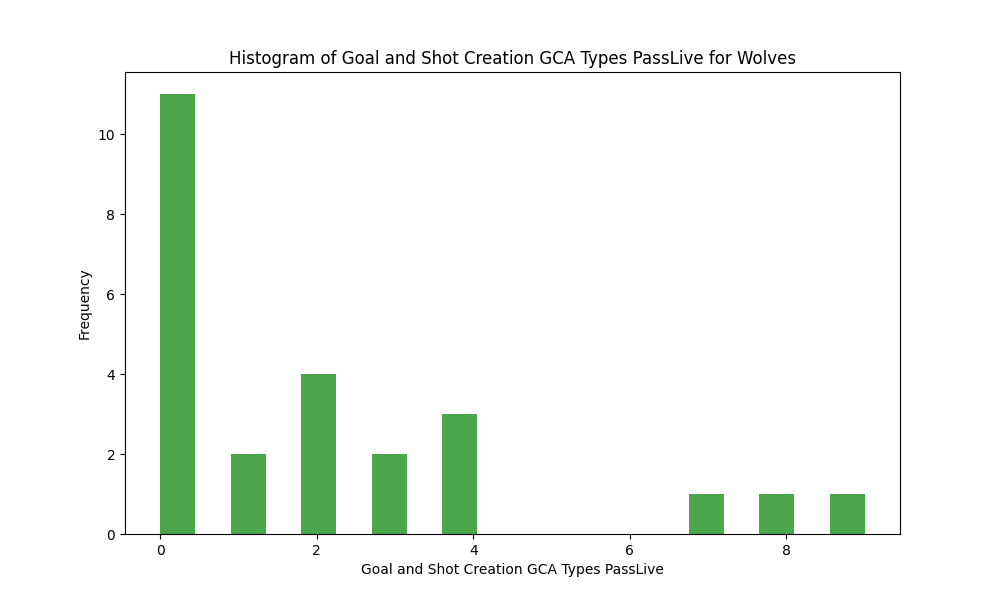 Histogram of Goal and Shot Creation GCA Types PassLive for Wolves
10
8
6
4
2
0
Frequency
0 2 4 6 8
Goal and Shot Creation GCA Types PassLive